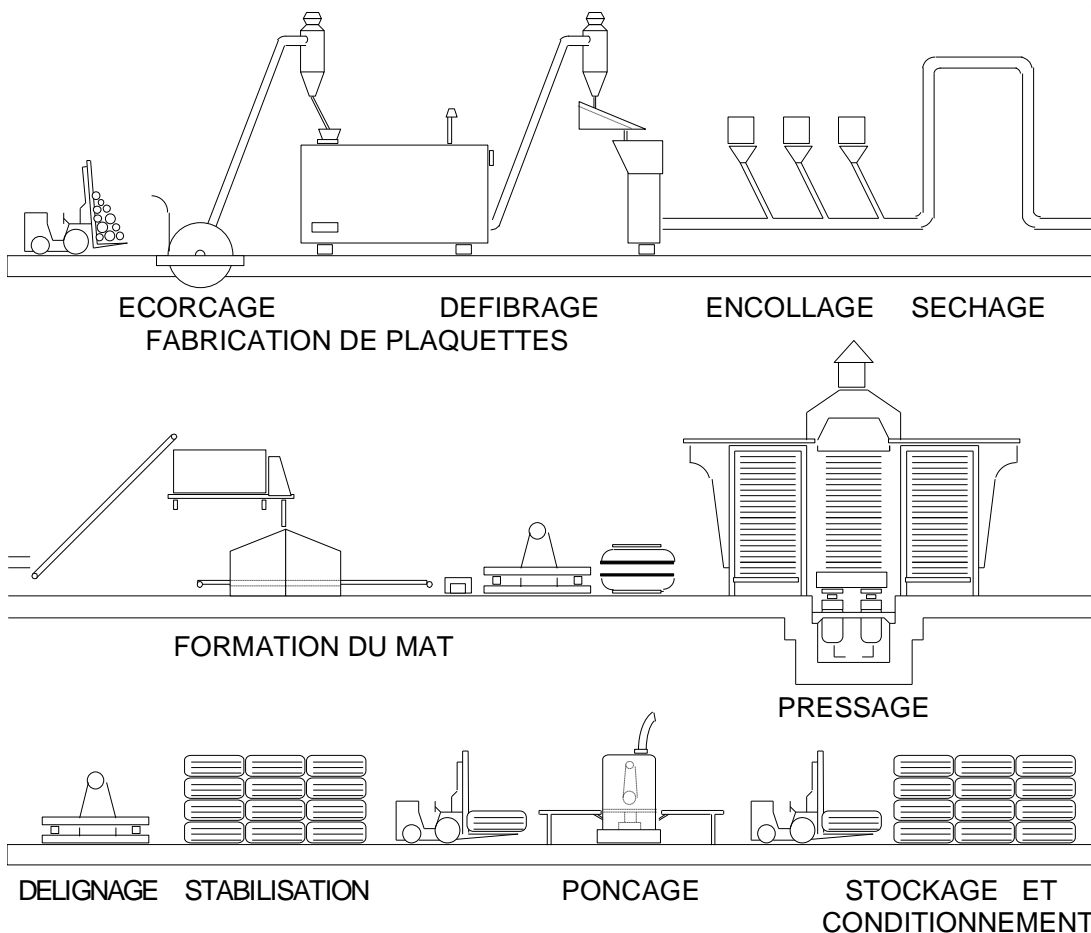 ECORCAGE DEFIBRAGE ENCOLLAGE SECHAGE
FABRICATION DE PLAQUETTES
FORMATION DU MAT
PRESSAGE
DELIGNAGE STABILISATION PONCAGE STOCKAGE ET
CONDITIONNEMENT